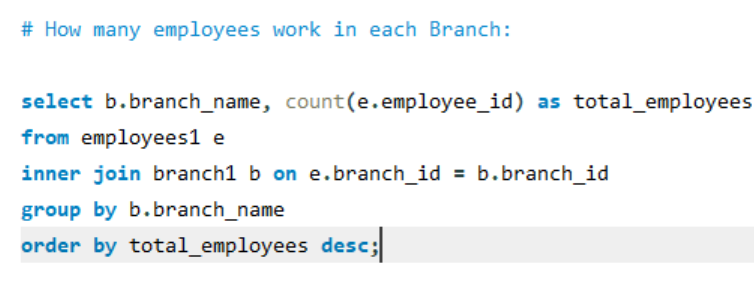 # How many employees work in each Branch:
select b.branch_name, count(e.employee_id) as total_employees
from employees1 e
inner join branch1 b on e.branch_id = b.branch_id
group by b.branch_name
order by total_employees desc;